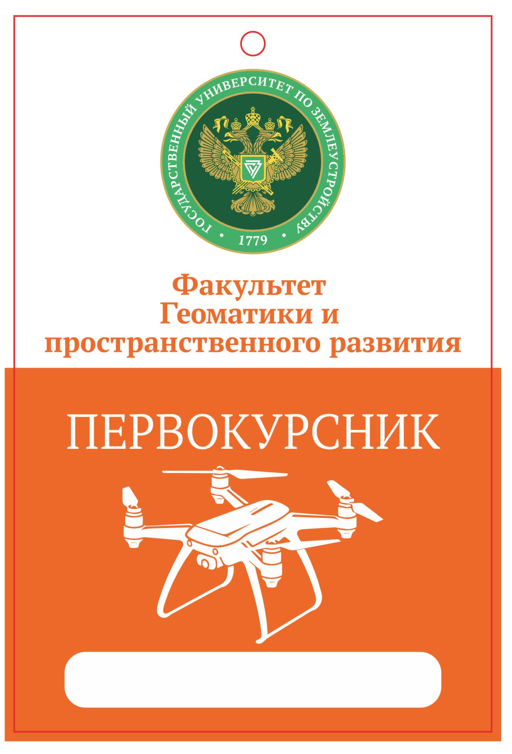 ГОСУДАРСТВЕННЫЙ УНИВЕРСИТЕТ ПО ЗЕМЛЕУСТРОЙСТВУ
• 1779 •
Факультет
Геоматики и
пространственного развития
ПЕРВОКУРСНИК